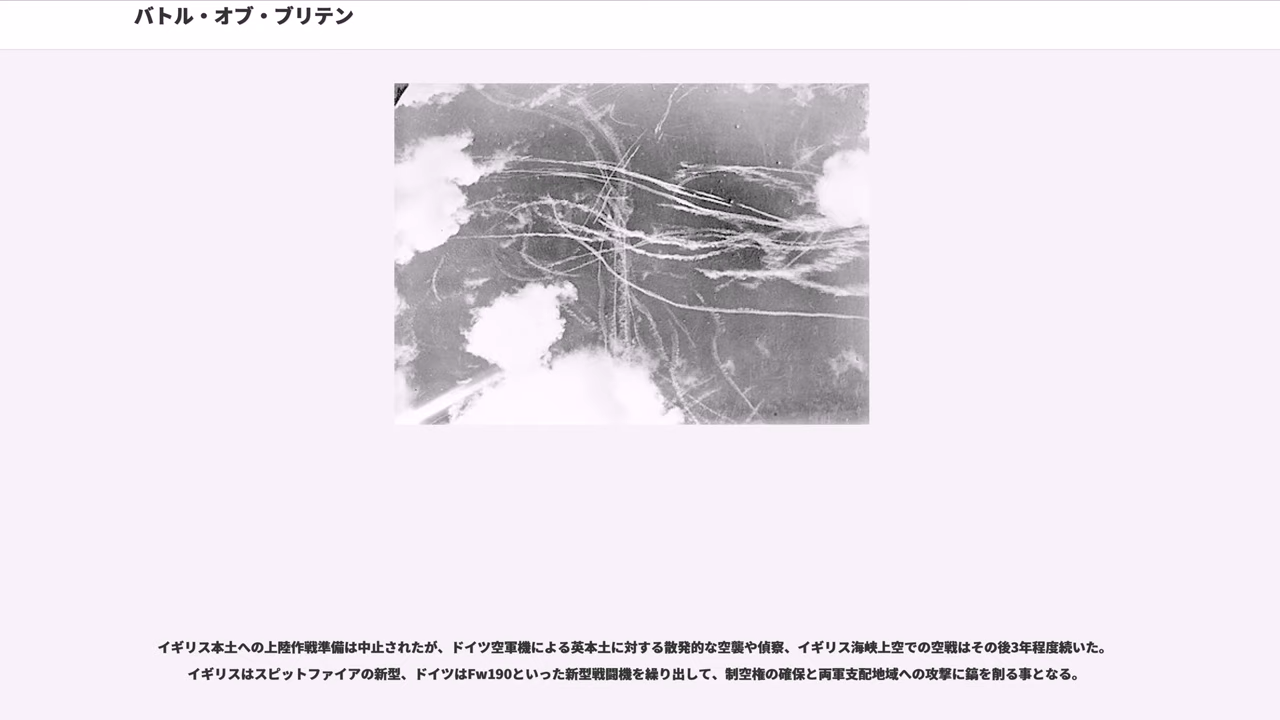 バトル・オブ・ブリテン
イギリス本土への上陸作戦準備は中止されたが、ドイツ空軍機による英本土に対する散発的な空襲や偵察、イギリス海峡上空での空戦はその後3年程度続いた。
イギリスはスピットファイアの新型、ドイツはFw190といった新型戦闘機を繰り出して、制空権の確保と両軍支配地域への攻撃に鎬を削る事となる。